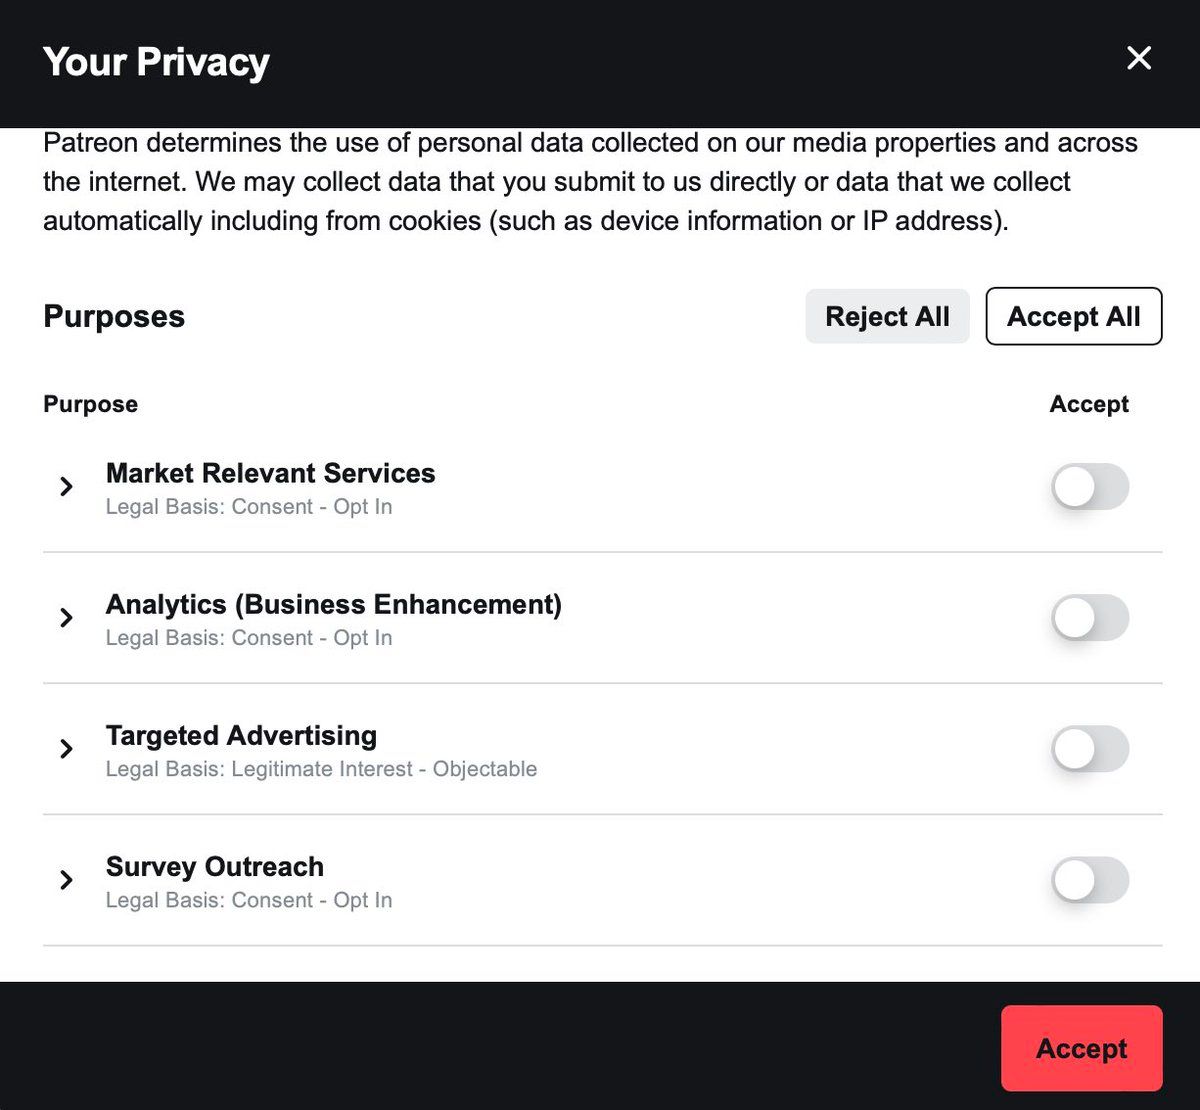 Your Privacy
Patreon determines the use of personal data collected on our media properties and across
the internet. We may collect data that you submit to us directly or data that we collect
automatically including from cookies (such as device information or IP address).
Purposes
Reject All
Accept All
Purpose
Accept
Market Relevant Services
Legal Basis: Consent - Opt In
Analytics (Business Enhancement)
Legal Basis: Consent - Opt In
Targeted Advertising
Legal Basis: Legitimate Interest - Objectable
Survey Outreach
Legal Basis: Consent - Opt In
Accept